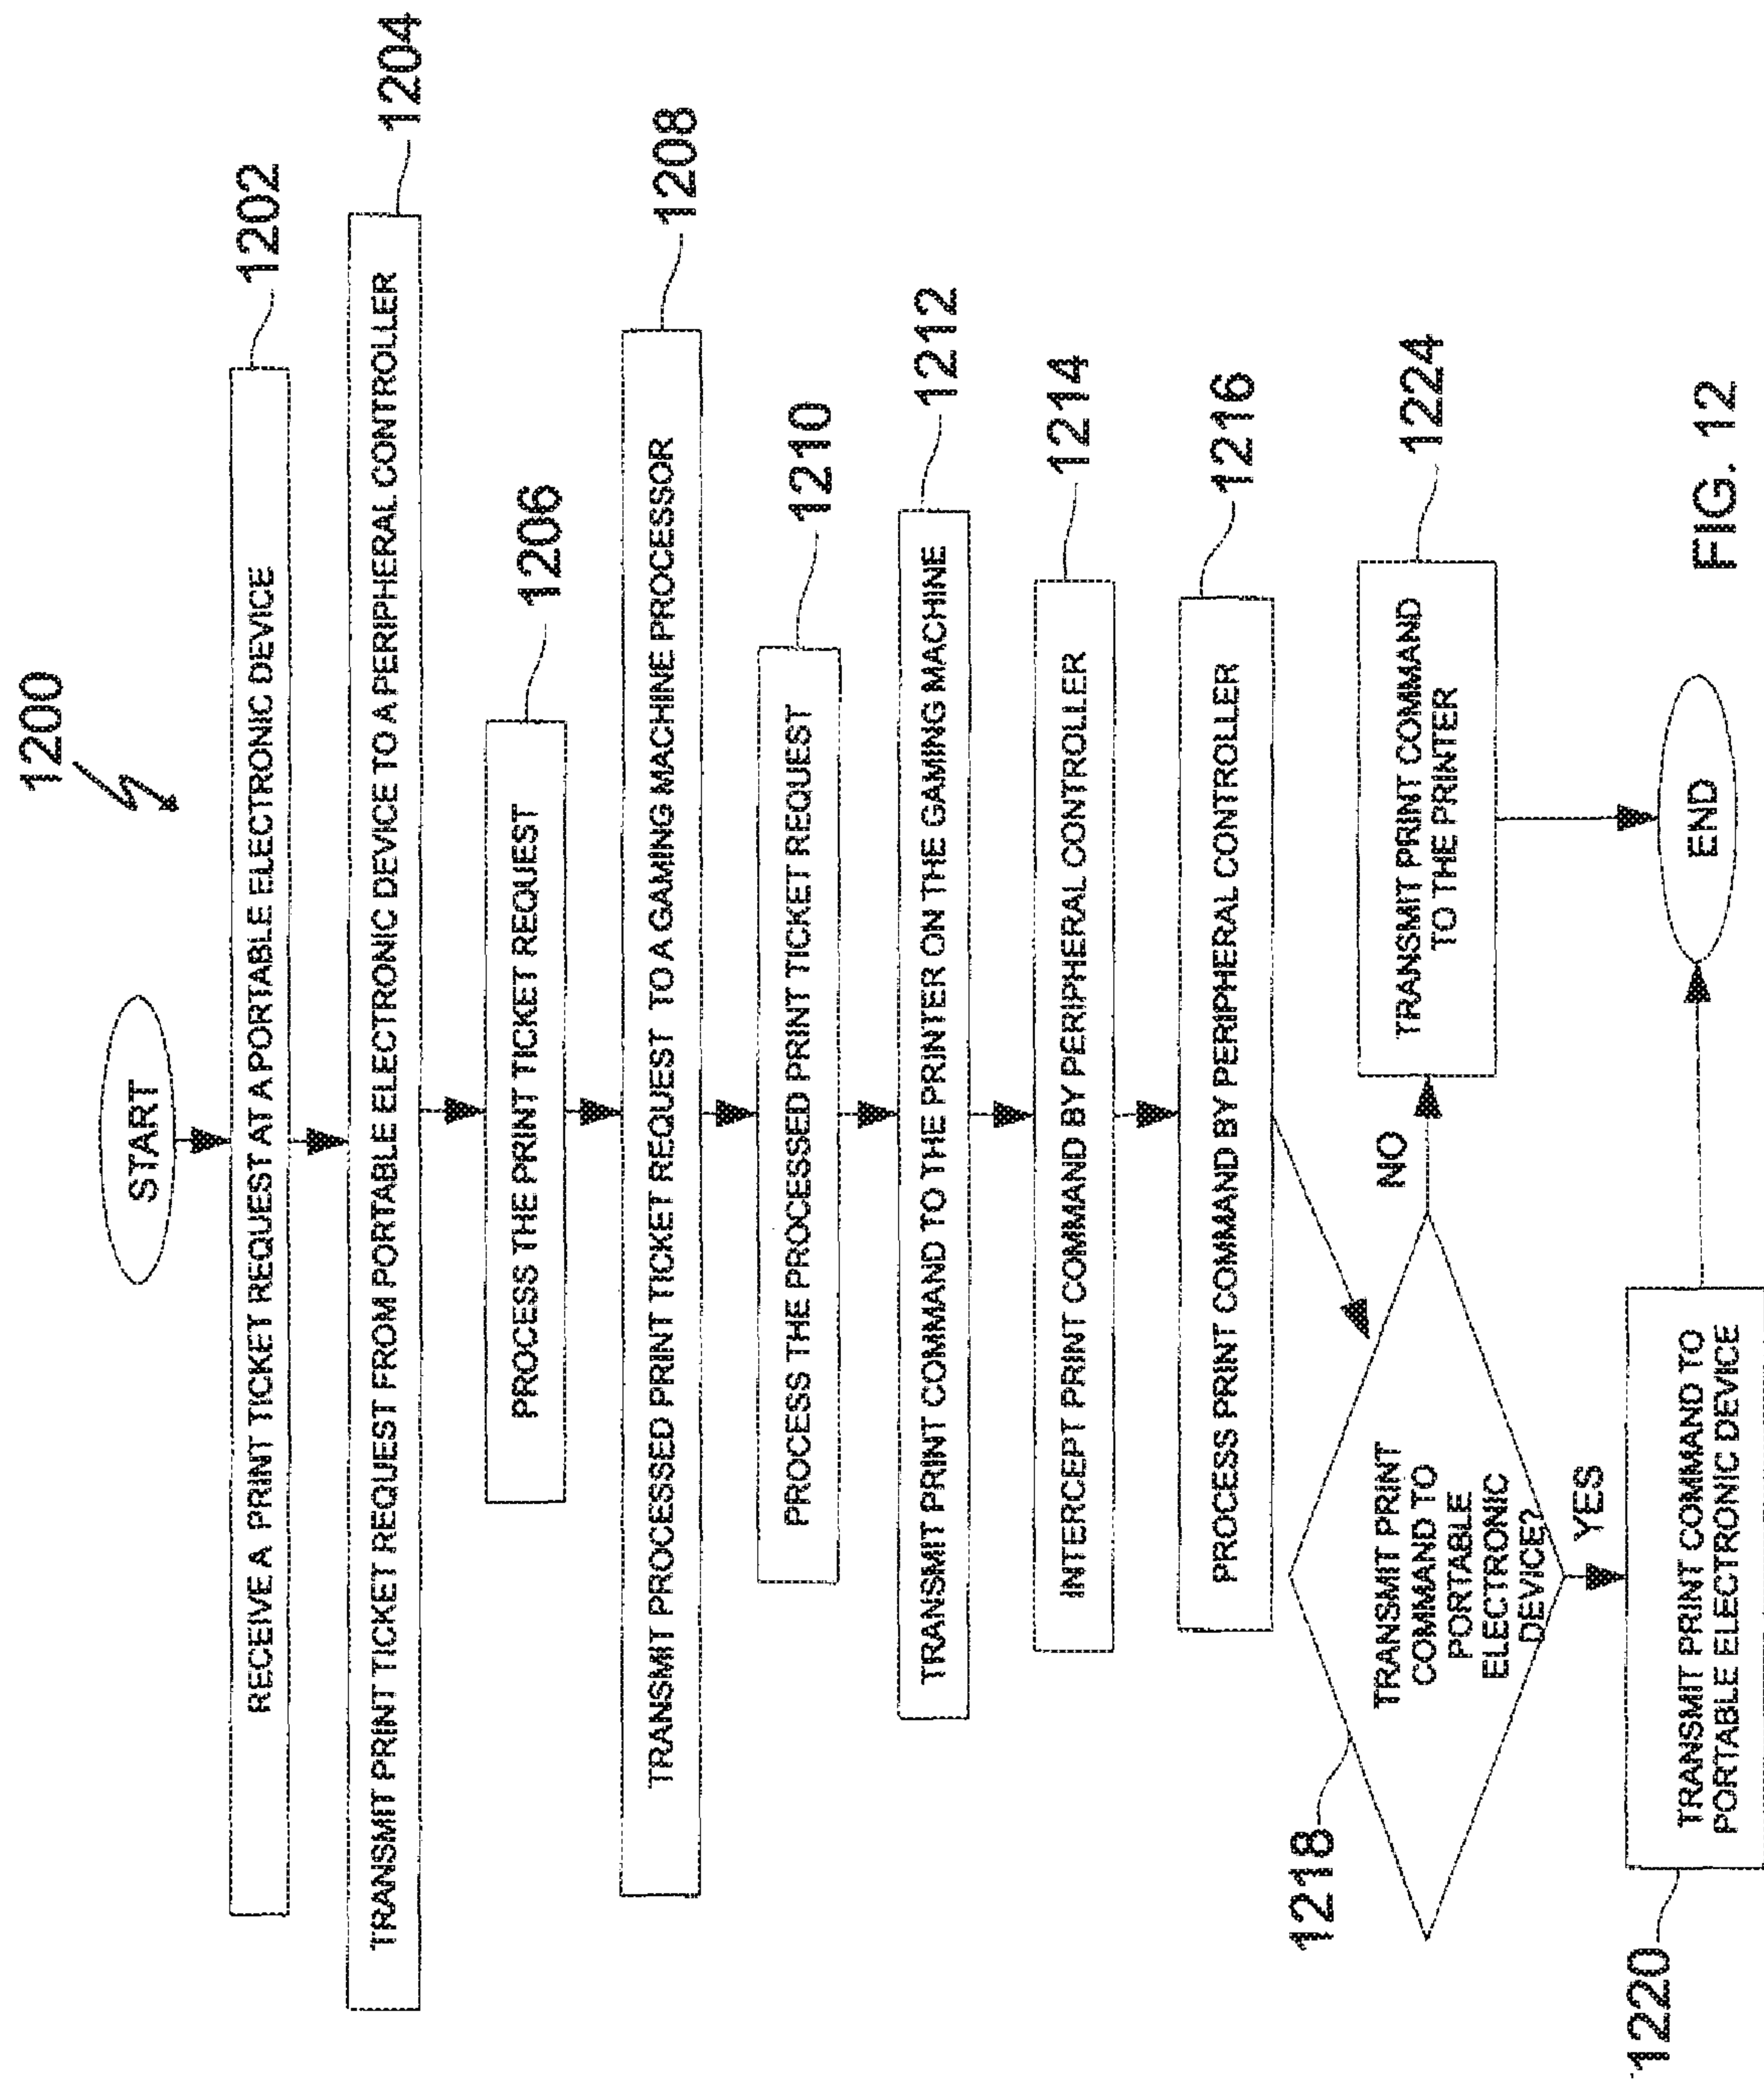 1200
START
RECEIVE A PRINT TICKET REQUEST AT A PORTABLE ELECTRONIC DEVICE
1202
TRANSMIT PRINT TICKET REQUEST FROM PORTABLE ELECTRONIC DEVICE TO A PERIPHERAL CONTROLLER
1204
PROCESS THE PRINT TICKET REQUEST
1206
TRANSMIT PROCESSED PRINT TICKET REQUEST TO A GAMING MACHINE PROCESSOR
1208
PROCESS THE PROCESSED PRINT TICKET REQUEST
1210
TRANSMIT PRINT COMMAND TO THE PRINTER ON THE GAMING MACHINE
1212
INTERCEPT PRINT COMMAND BY PERIPHERAL CONTROLLER
1214
PROCESS PRINT COMMAND BY PERIPHERAL CONTROLLER
1216
1218
TRANSMIT PRINT
COMMAND TO
PORTABLE
ELECTRONIC
DEVICE?
NO
TRANSMIT PRINT COMMAND
TO THE PRINTER
1224
YES
1220
TRANSMIT PRINT COMMAND TO
PORTABLE ELECTRONIC DEVICE
END
FIG. 12